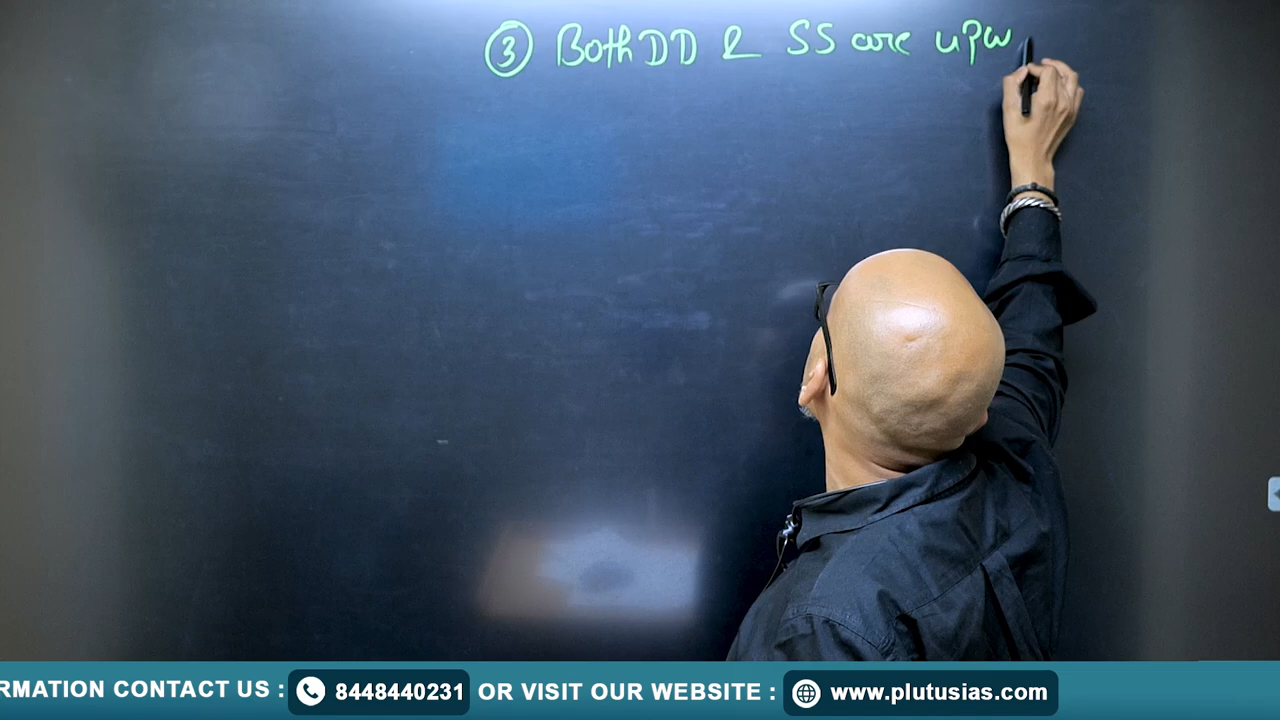 ③ Both DD & SS are upw
RMATION CONTACT US : 8448440231 OR VISIT OUR WEBSITE : www.plutusias.com